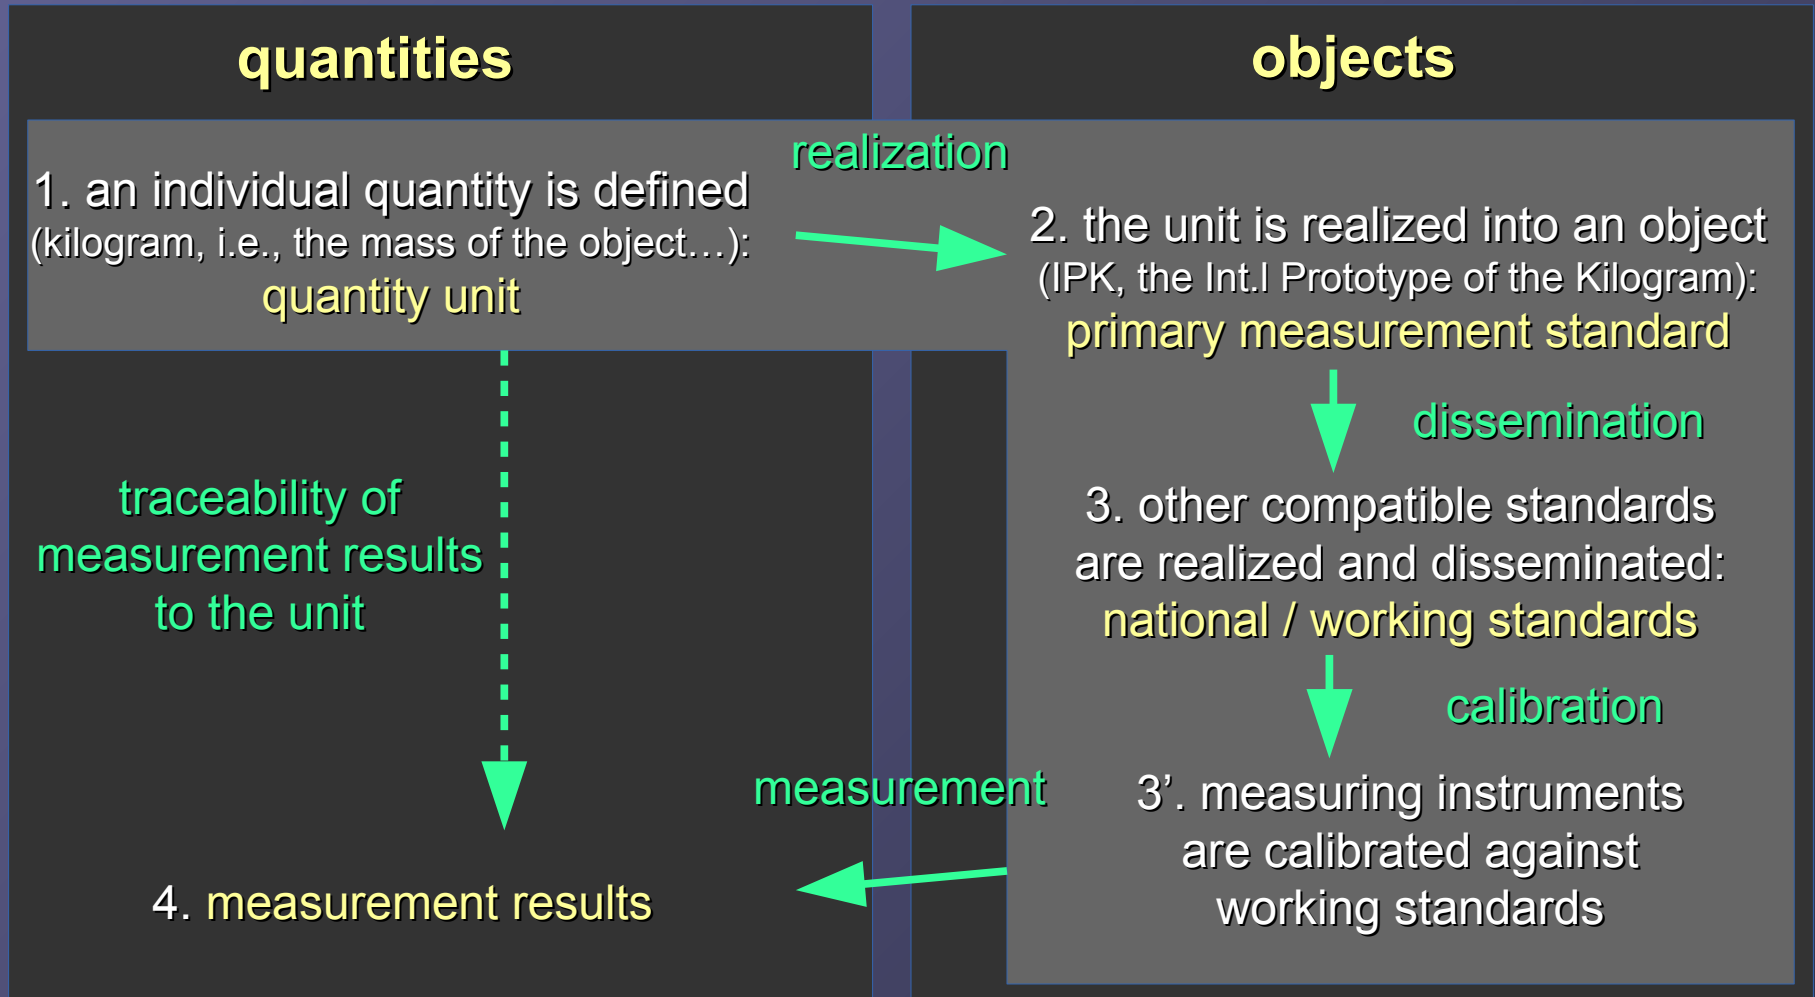 quantities
objects
realization
1. an individual quantity is defined
(kilogram, i.e., the mass of the object…):
quantity unit
2. the unit is realized into an object
(IPK, the Int.l Prototype of the Kilogram):
primary measurement standard
dissemination
traceability of
measurement results
to the unit
3. other compatible standards
are realized and disseminated:
national / working standards
calibration
measurement
3’. measuring instruments
are calibrated against
working standards
4. measurement results